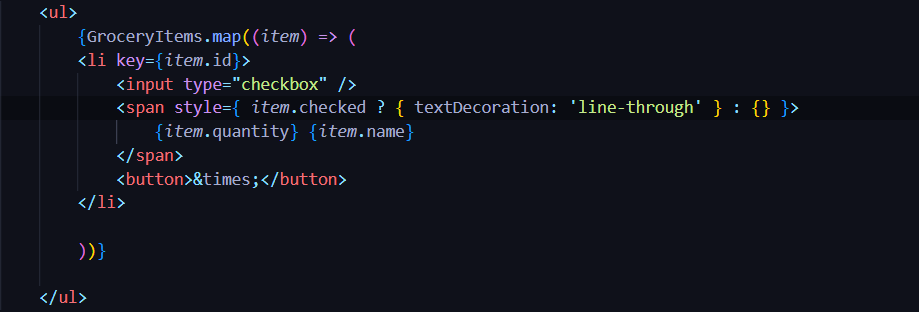 <ul>
{GroceryItems.map((item) => (
<li key={item.id}>
<input type="checkbox" />
<span style={ item.checked ? { textDecoration: 'line-through' } : {} }>
{item.quantity} {item.name}
</span>
<button>&times;</button>
</li>
))}
</ul>